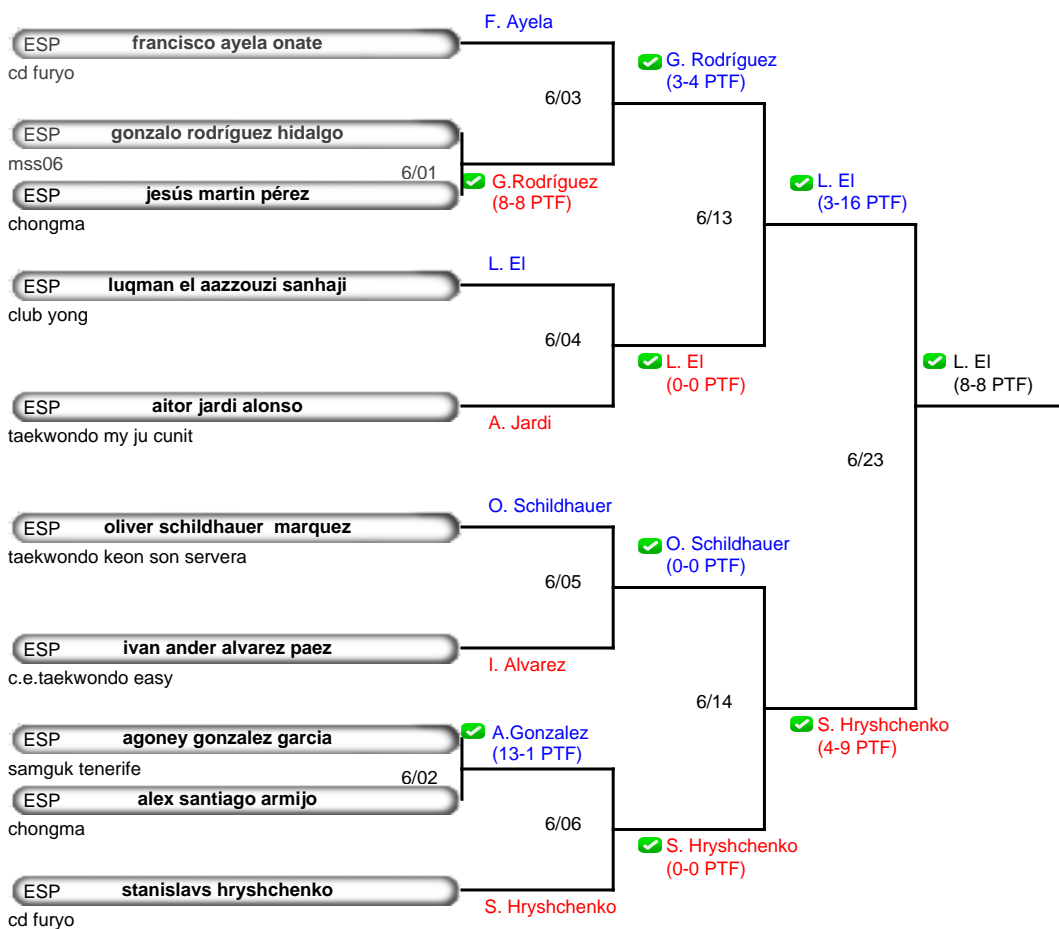 F. Ayela
ESP francisco ayela onate
cd furyo
G. Rodríguez
(3-4 PTF)
6/03
ESP gonzalo rodríguez hidalgo
mss06
6/01
G.Rodríguez
(8-8 PTF)
ESP jesús martin pérez
chongma
L. El
(3-16 PTF)
6/13
L. El
ESP luqman el aazzouzi sanhaji
club yong
6/04
L. El
(0-0 PTF)
L. El
(8-8 PTF)
ESP aitor jardi alonso
taekwondo my ju cunit
A. Jardi
6/23
O. Schildhauer
ESP oliver schildhauer marquez
taekwondo keon son servera
O. Schildhauer
(0-0 PTF)
6/05
ESP ivan ander alvarez paez
c.e.taekwondo easy
I. Alvarez
6/14
S. Hryshchenko
(4-9 PTF)
ESP agoney gonzalez garcia
samguk tenerife
A.Gonzalez
(13-1 PTF)
6/02
ESP alex santiago armijo
chongma
6/06
S. Hryshchenko
(0-0 PTF)
ESP stanislavs hryshchenko
cd furyo
S. Hryshchenko